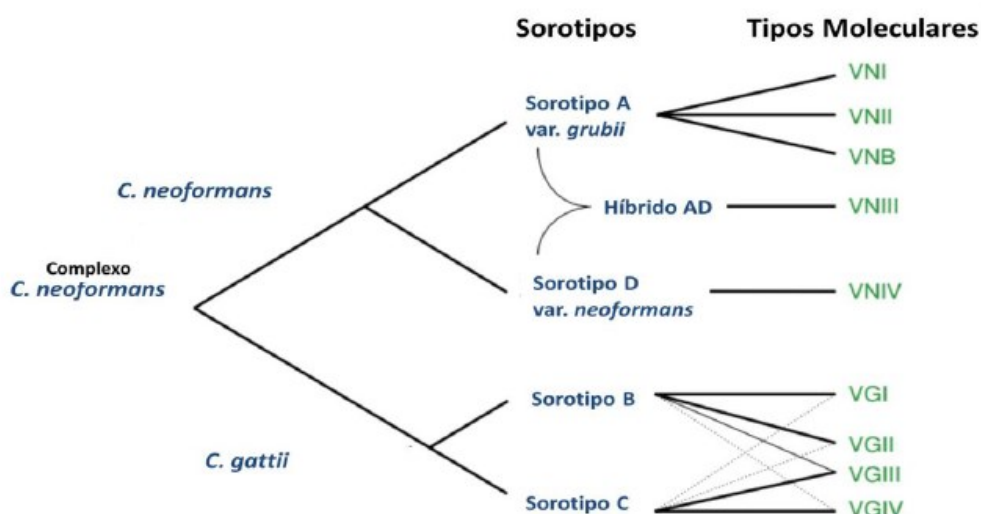 Sorotipos Tipos Moleculares
VNI
Sorotipo A
var. grubii
VNII
VNB
C. neoformans
Híbrido AD
VNIII
Complexo
C. neoformans
Sorotipo D
var. neoformans
VNIV
Sorotipo B
VGI
VGII
C. gattii
VGIII
Sorotipo C
VGIV